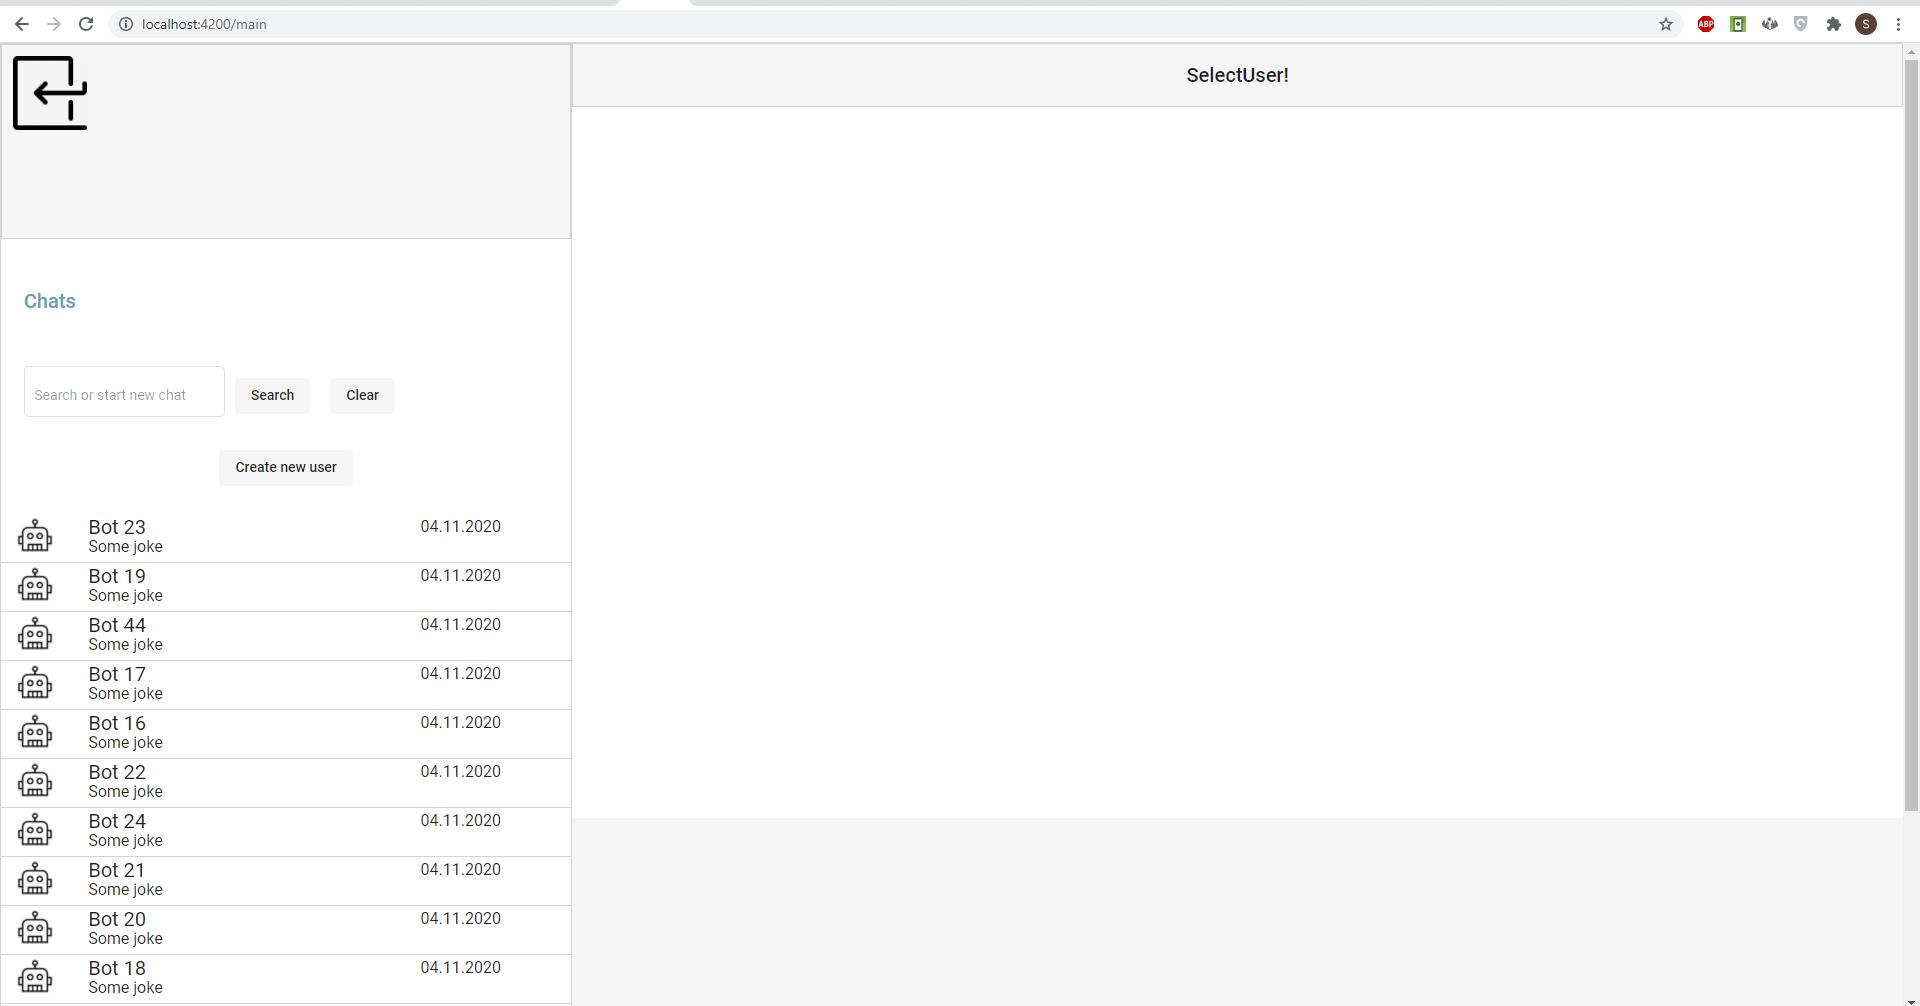 localhost:4200/main
ABP
S
SelectUser!
Chats
Search or start new chat
Search
Clear
Create new user
Bot 23
04.11.2020
Some joke
Bot 19
04.11.2020
Some joke
Bot 44
04.11.2020
Some joke
Bot 17
04.11.2020
Some joke
Bot 16
04.11.2020
Some joke
Bot 22
04.11.2020
Some joke
Bot 24
04.11.2020
Some joke
Bot 21
04.11.2020
Some joke
Bot 20
04.11.2020
Some joke
Bot 18
04.11.2020
Some joke